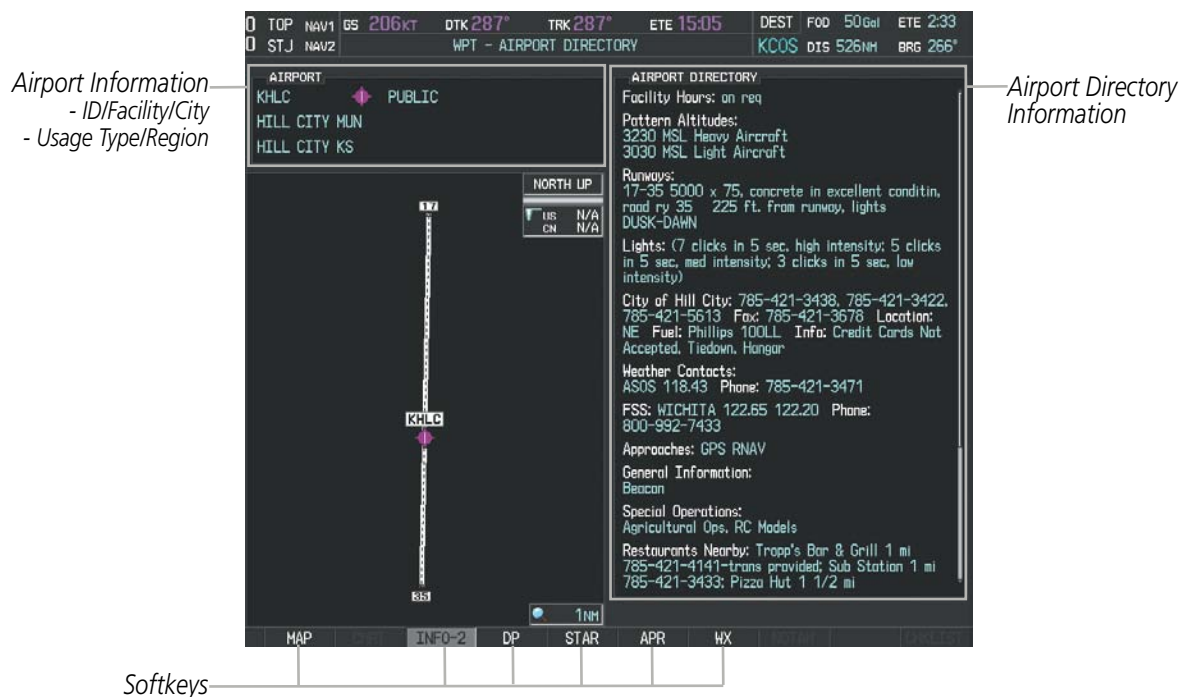 0 TOP NAV1 GS 206KT DTK 287° TRK 287° ETE 15:05 DEST FOD 50Gal ETE 2:33
0 STJ NAV2 WPT - AIRPORT DIRECTORY KCOS DIS 526NM BRG 266°
Airport Information
- ID/Facility/City
- Usage Type/Region
AIRPORT
KHLC PUBLIC
HILL CITY MUN
HILL CITY KS
NORTH UP
US N/A
CN N/A
17
KHLC
35
1NM
AIRPORT DIRECTORY
Facility Hours: on req
Pattern Altitudes:
3230 MSL Heavy Aircraft
3030 MSL Light Aircraft
Runways:
17-35 5000 x 75, concrete in excellent conditin,
road ry 35 225 ft. from runway, lights
DUSK-DAWN
Lights: (7 clicks in 5 sec, high intensity; 5 clicks
in 5 sec, med intensity; 3 clicks in 5 sec, low
intensity)
City of Hill City: 785-421-3438, 785-421-3422,
785-421-5613 Fax: 785-421-3678 Location:
NE Fuel: Phillips 100LL Info: Credit Cards Not
Accepted, Tiedown, Hangar
Weather Contacts:
ASOS 118.43 Phone: 785-421-3471
FSS: WICHITA 122.65 122.20 Phone:
800-992-7433
Approaches: GPS RNAV
General Information:
Beacon
Special Operations:
Agricultural Ops, RC Models
Restaurants Nearby: Tropp's Bar & Grill 1 mi
785-421-4141-trans provided; Sub Station 1 mi
785-421-3433; Pizza Hut 1 1/2 mi
Airport Directory
Information
MAP CHRT INFO-2 DP STAR APR WX NOTAM CHKLIST
Softkeys